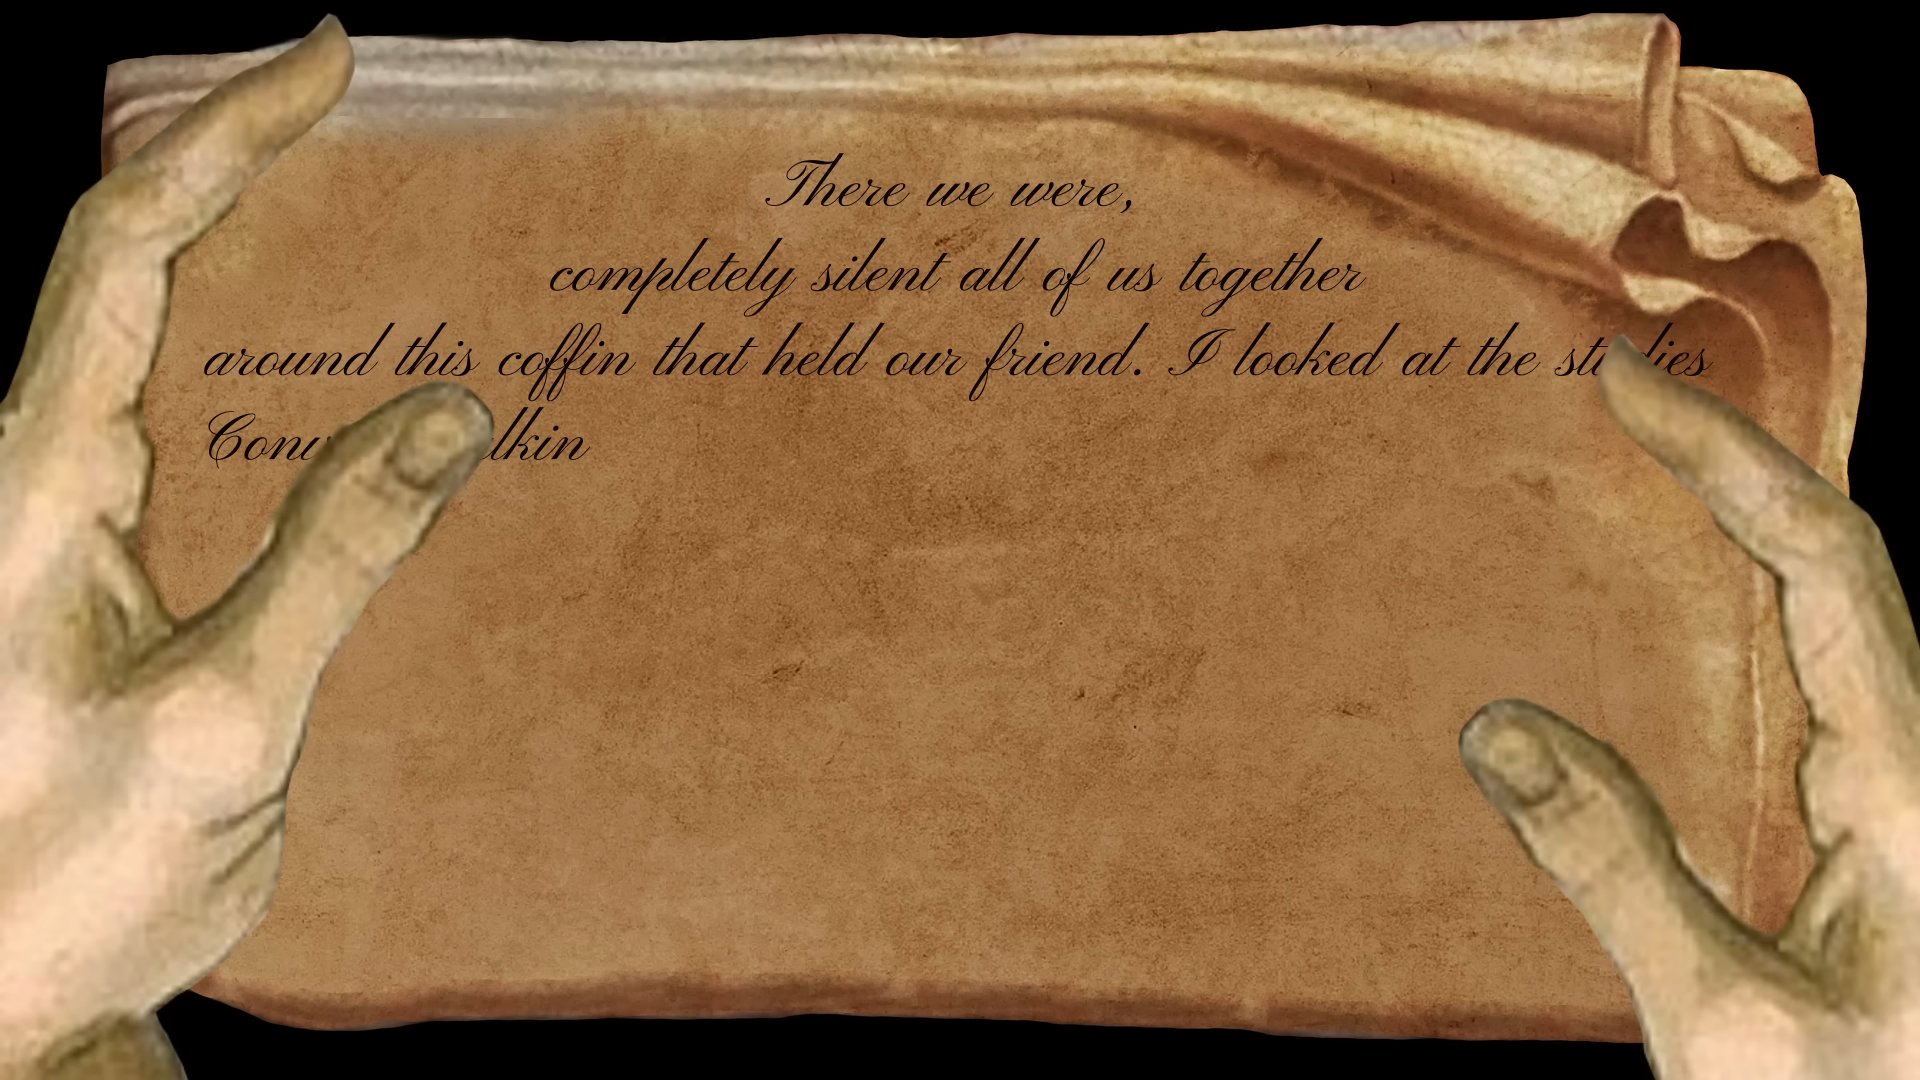 There we were,
completely silent all of us together
around this coffin that held our friend. I looked at the